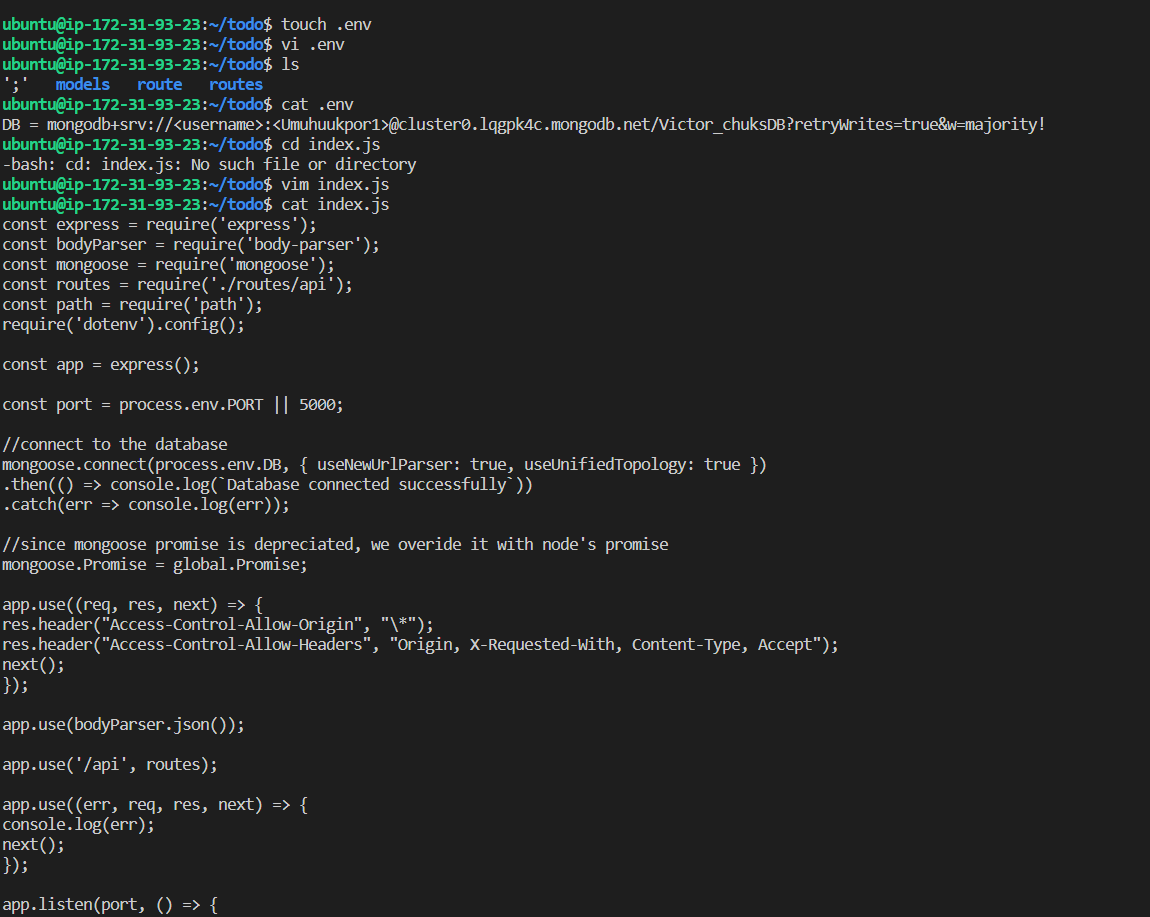 ubuntu@ip-172-31-93-23:~/todo$ touch .env
ubuntu@ip-172-31-93-23:~/todo$ vi .env
ubuntu@ip-172-31-93-23:~/todo$ ls
';'   models   route   routes
ubuntu@ip-172-31-93-23:~/todo$ cat .env
DB = mongodb+srv://<username>:<Umuhuukpor1>@cluster0.lqgpk4c.mongodb.net/Victor_chuksDB?retryWrites=true&w=majority!
ubuntu@ip-172-31-93-23:~/todo$ cd index.js
-bash: cd: index.js: No such file or directory
ubuntu@ip-172-31-93-23:~/todo$ vim index.js
ubuntu@ip-172-31-93-23:~/todo$ cat index.js
const express = require('express');
const bodyParser = require('body-parser');
const mongoose = require('mongoose');
const routes = require('./routes/api');
const path = require('path');
require('dotenv').config();

const app = express();

const port = process.env.PORT || 5000;

//connect to the database
mongoose.connect(process.env.DB, { useNewUrlParser: true, useUnifiedTopology: true })
.then(() => console.log(`Database connected successfully`))
.catch(err => console.log(err));

//since mongoose promise is depreciated, we overide it with node's promise
mongoose.Promise = global.Promise;

app.use((req, res, next) => {
res.header("Access-Control-Allow-Origin", "\*");
res.header("Access-Control-Allow-Headers", "Origin, X-Requested-With, Content-Type, Accept");
next();
});

app.use(bodyParser.json());

app.use('/api', routes);

app.use((err, req, res, next) => {
console.log(err);
next();
});

app.listen(port, () => {